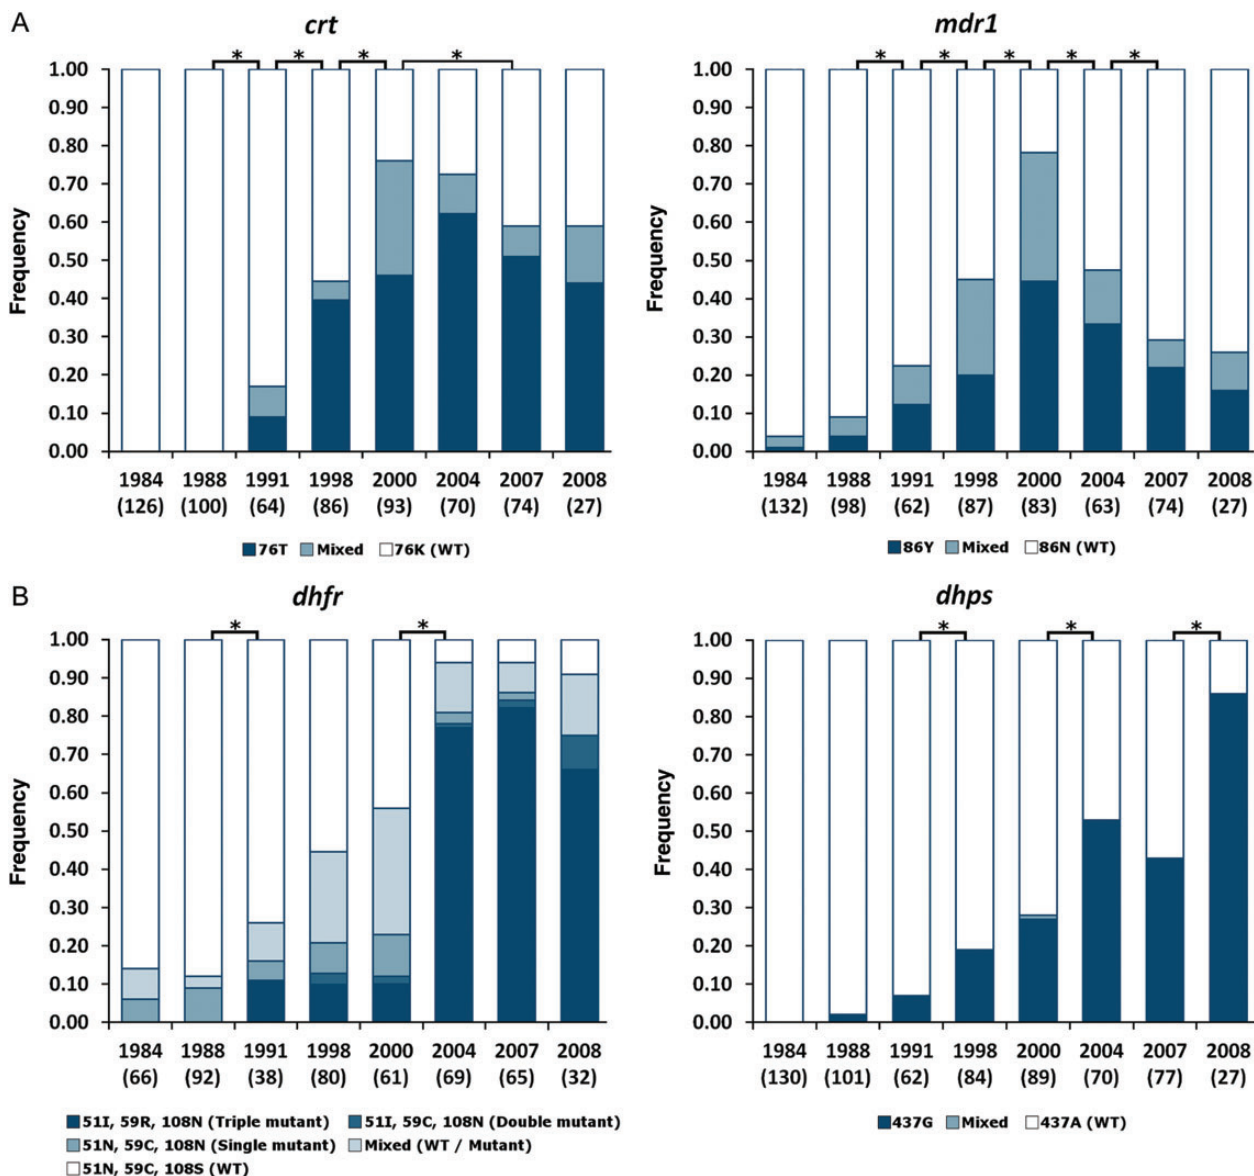 A
crt
* * * *
Frequency
1.00
0.90
0.80
0.70
0.60
0.50
0.40
0.30
0.20
0.10
0.00
1984 1988 1991 1998 2000 2004 2007 2008
(126) (100) (64) (86) (93) (70) (74) (27)
76T Mixed 76K (WT)
mdr1
* * * * *
Frequency
1.00
0.90
0.80
0.70
0.60
0.50
0.40
0.30
0.20
0.10
0.00
1984 1988 1991 1998 2000 2004 2007 2008
(132) (98) (62) (87) (83) (63) (74) (27)
86Y Mixed 86N (WT)
B
dhfr
* *
Frequency
1.00
0.90
0.80
0.70
0.60
0.50
0.40
0.30
0.20
0.10
0.00
1984 1988 1991 1998 2000 2004 2007 2008
(66) (92) (38) (80) (61) (69) (65) (32)
51I, 59R, 108N (Triple mutant) 51I, 59C, 108N (Double mutant)
51N, 59C, 108N (Single mutant) Mixed (WT / Mutant)
51N, 59C, 108S (WT)
dhps
* * *
Frequency
1.00
0.90
0.80
0.70
0.60
0.50
0.40
0.30
0.20
0.10
0.00
1984 1988 1991 1998 2000 2004 2007 2008
(130) (101) (62) (84) (89) (70) (77) (27)
437G Mixed 437A (WT)